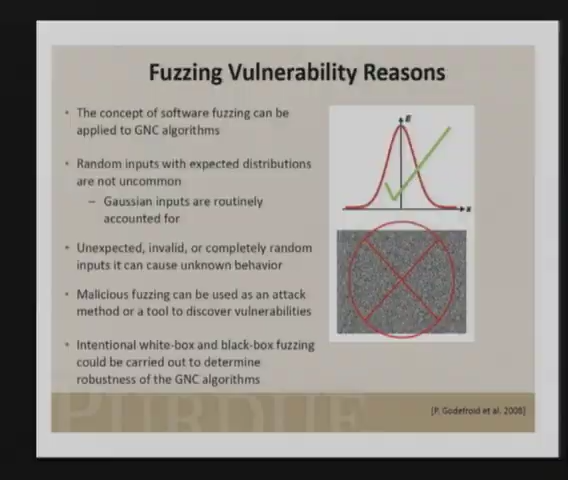 Fuzzing Vulnerability Reasons
• The concept of software fuzzing can be
applied to GNC algorithms
• Random inputs with expected distributions
are not uncommon
– Gaussian inputs are routinely
accounted for
• Unexpected, invalid, or completely random
inputs it can cause unknown behavior
• Malicious fuzzing can be used as an attack
method or a tool to discover vulnerabilities
• Intentional white-box and black-box fuzzing
could be carried out to determine
robustness of the GNC algorithms
E
x
PURDUE
[P. Godefroid et al. 2008]